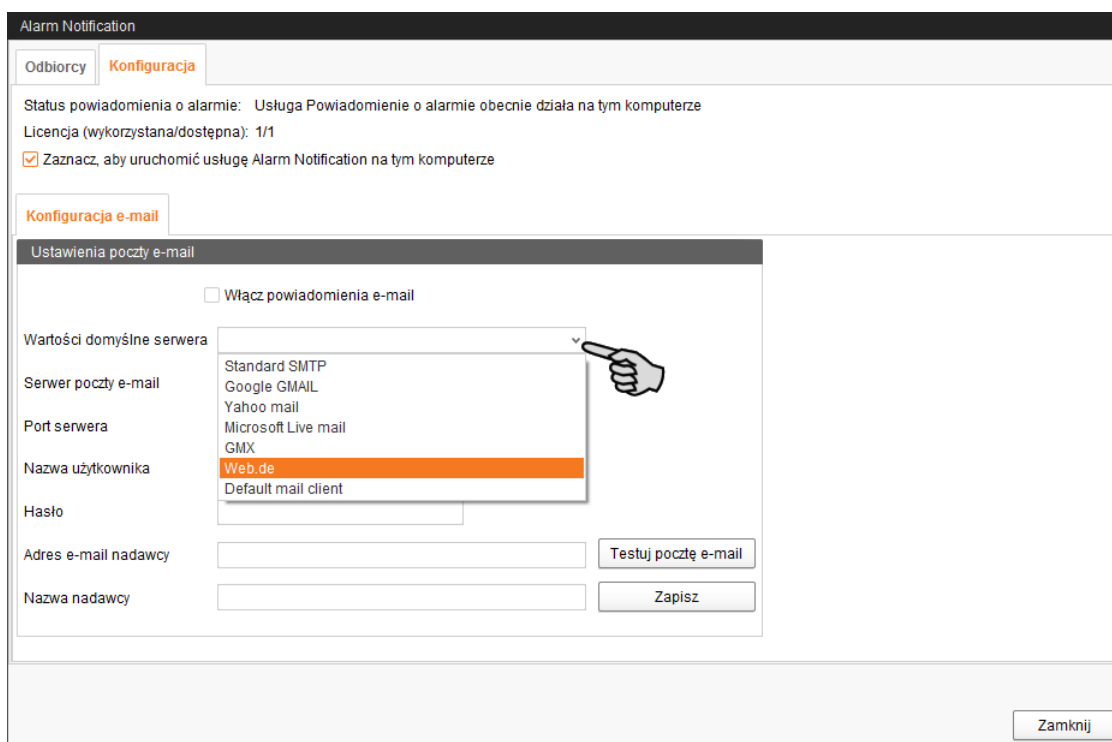 Alarm Notification
Odbiorcy Konfiguracja
Status powiadomienia o alarmie: Usługa Powiadomienie o alarmie obecnie działa na tym komputerze
Licencja (wykorzystana/dostępna): 1/1
Zaznacz, aby uruchomić usługę Alarm Notification na tym komputerze
Konfiguracja e-mail
Ustawienia poczty e-mail
Włącz powiadomienia e-mail
Wartości domyślne serwera
Standard SMTP
Serwer poczty e-mail
Google GMAIL
Yahoo mail
Port serwera
Microsoft Live mail
GMX
Nazwa użytkownika
Web.de
Default mail client
Hasło
Adres e-mail nadawcy
Testuj pocztę e-mail
Nazwa nadawcy
Zapisz
Zamknij